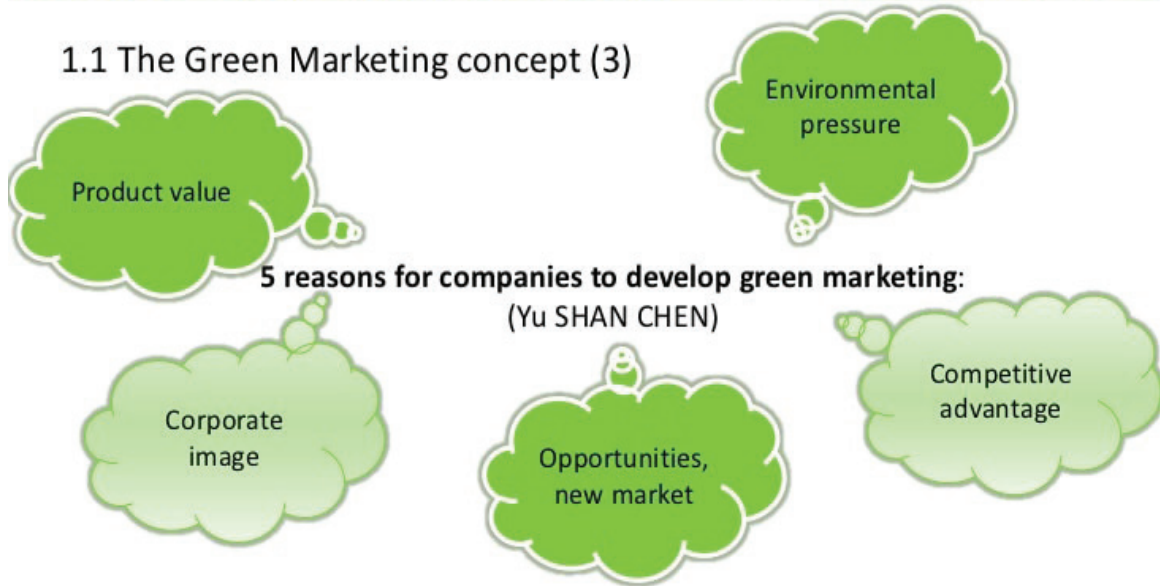 1.1 The Green Marketing concept (3)
Environmental
pressure
Product value
5 reasons for companies to develop green marketing:
(Yu SHAN CHEN)
Corporate
image
Opportunities,
new market
Competitive
advantage